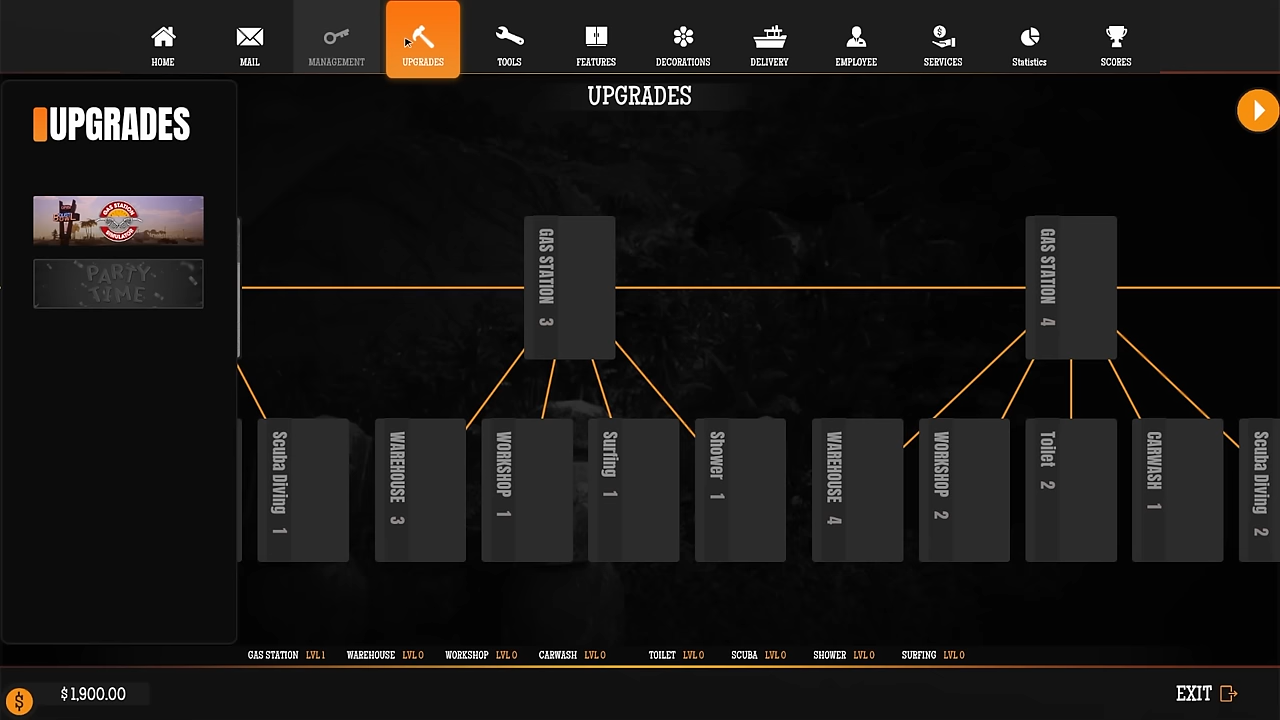 HOME
MAIL
MANAGEMENT
UPGRADES
TOOLS
FEATURES
DECORATIONS
DELIVERY
EMPLOYEE
SERVICES
Statistics
SCORES
UPGRADES
UPGRADES
GAS STATION
SIMULATOR
PARTY
TIME
GAS STATION 3
GAS STATION 4
Scuba Diving 1
WAREHOUSE 3
WORKSHOP 1
Surfing 1
Shower 1
WAREHOUSE 4
WORKSHOP 2
Toilet 2
CARWASH 1
Scuba Diving 2
GAS STATION LVL 1 WAREHOUSE LVL 0 WORKSHOP LVL 0 CARWASH LVL 0 TOILET LVL 0 SCUBA LVL 0 SHOWER LVL 0 SURFING LVL 0
$ $1,900.00
EXIT